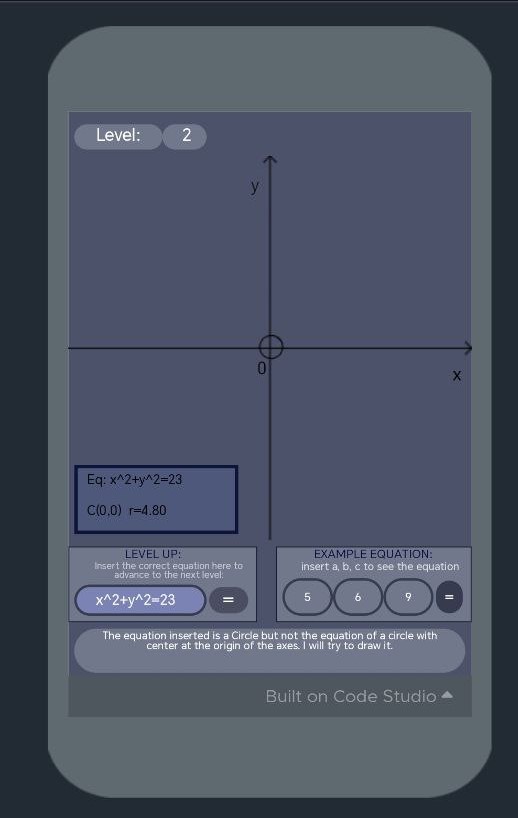 Level: 2
y
0
x
Eq: x^2+y^2=23
C(0,0) r=4.80
LEVEL UP:
Insert the correct equation here to
advance to the next level:
x^2+y^2=23 =
EXAMPLE EQUATION:
insert a, b, c to see the equation
5 6 9 =
The equation inserted is a Circle but not the equation of a circle with
center at the origin of the axes. I will try to draw it.
Built on Code Studio